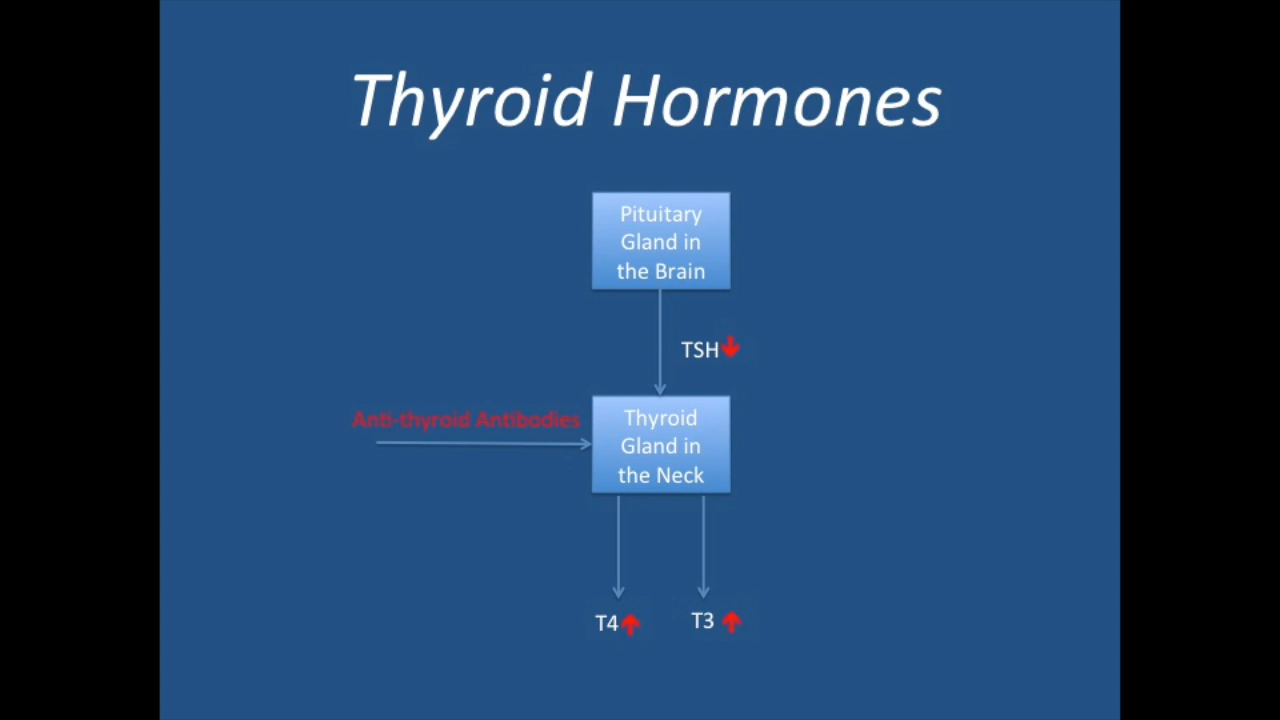 Thyroid Hormones
Pituitary
Gland in
the Brain
TSH
Anti-thyroid Antibodies
Thyroid
Gland in
the Neck
T4
T3